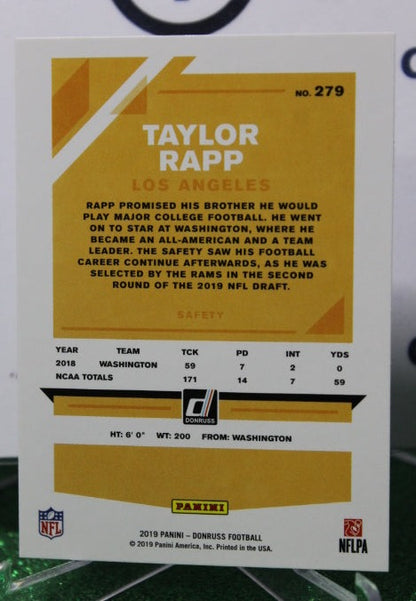 NO. 279
TAYLOR
RAPP
LOS ANGELES
RAPP PROMISED HIS BROTHER HE WOULD
PLAY MAJOR COLLEGE FOOTBALL. HE WENT
ON TO STAR AT WASHINGTON, WHERE HE
BECAME AN ALL-AMERICAN AND A TEAM
LEADER. THE SAFETY SAW HIS FOOTBALL
CAREER CONTINUE AFTERWARDS, AS HE WAS
SELECTED BY THE RAMS IN THE SECOND
ROUND OF THE 2019 NFL DRAFT.
SAFETY
YEAR TEAM TCK PD INT YDS
2018 WASHINGTON 59 7 2 0
NCAA TOTALS 171 14 7 59
DONRUSS
HT: 6' 0" WT: 200 FROM: WASHINGTON
PANINI
NFL
NFLPA
2019 PANINI – DONRUSS FOOTBALL
© 2019 Panini America, Inc. Printed in the USA.